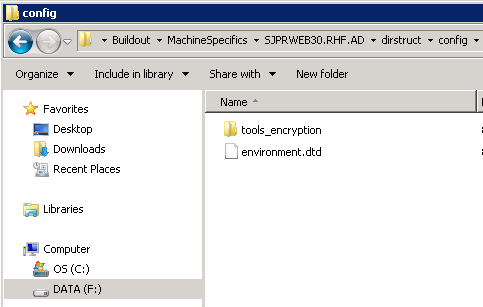 config
Buildout MachineSpecifics SJPRWEB30.RHF.AD dirstruct config
Organize Include in library Share with New folder
Favorites
Desktop
Downloads
Recent Places
Libraries
Computer
OS (C:)
DATA (F:)
Name
tools_encryption
environment.dtd